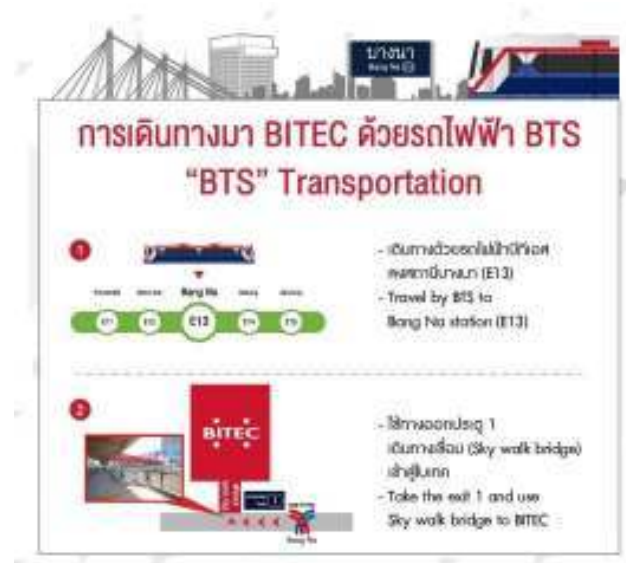 บางนา
Bang Na
การเดินทางมา BITEC ด้วยรถไฟฟ้า BTS
"BTS" Transportation
1
Bang Na
E11 E12 E13 E14 E15
- เดินทางด้วยรถไฟฟ้าบีทีเอส
ลงสถานีบางนา (E13)
- Travel by BTS to
Bang Na station (E13)
2
BITEC
Sky walk bridge
Bang Na
- ใช้ทางออกประตู 1
เดินทางเชื่อม (Sky walk bridge)
เข้าสู่ไบเทค
- Take the exit 1 and use
Sky walk bridge to BITEC